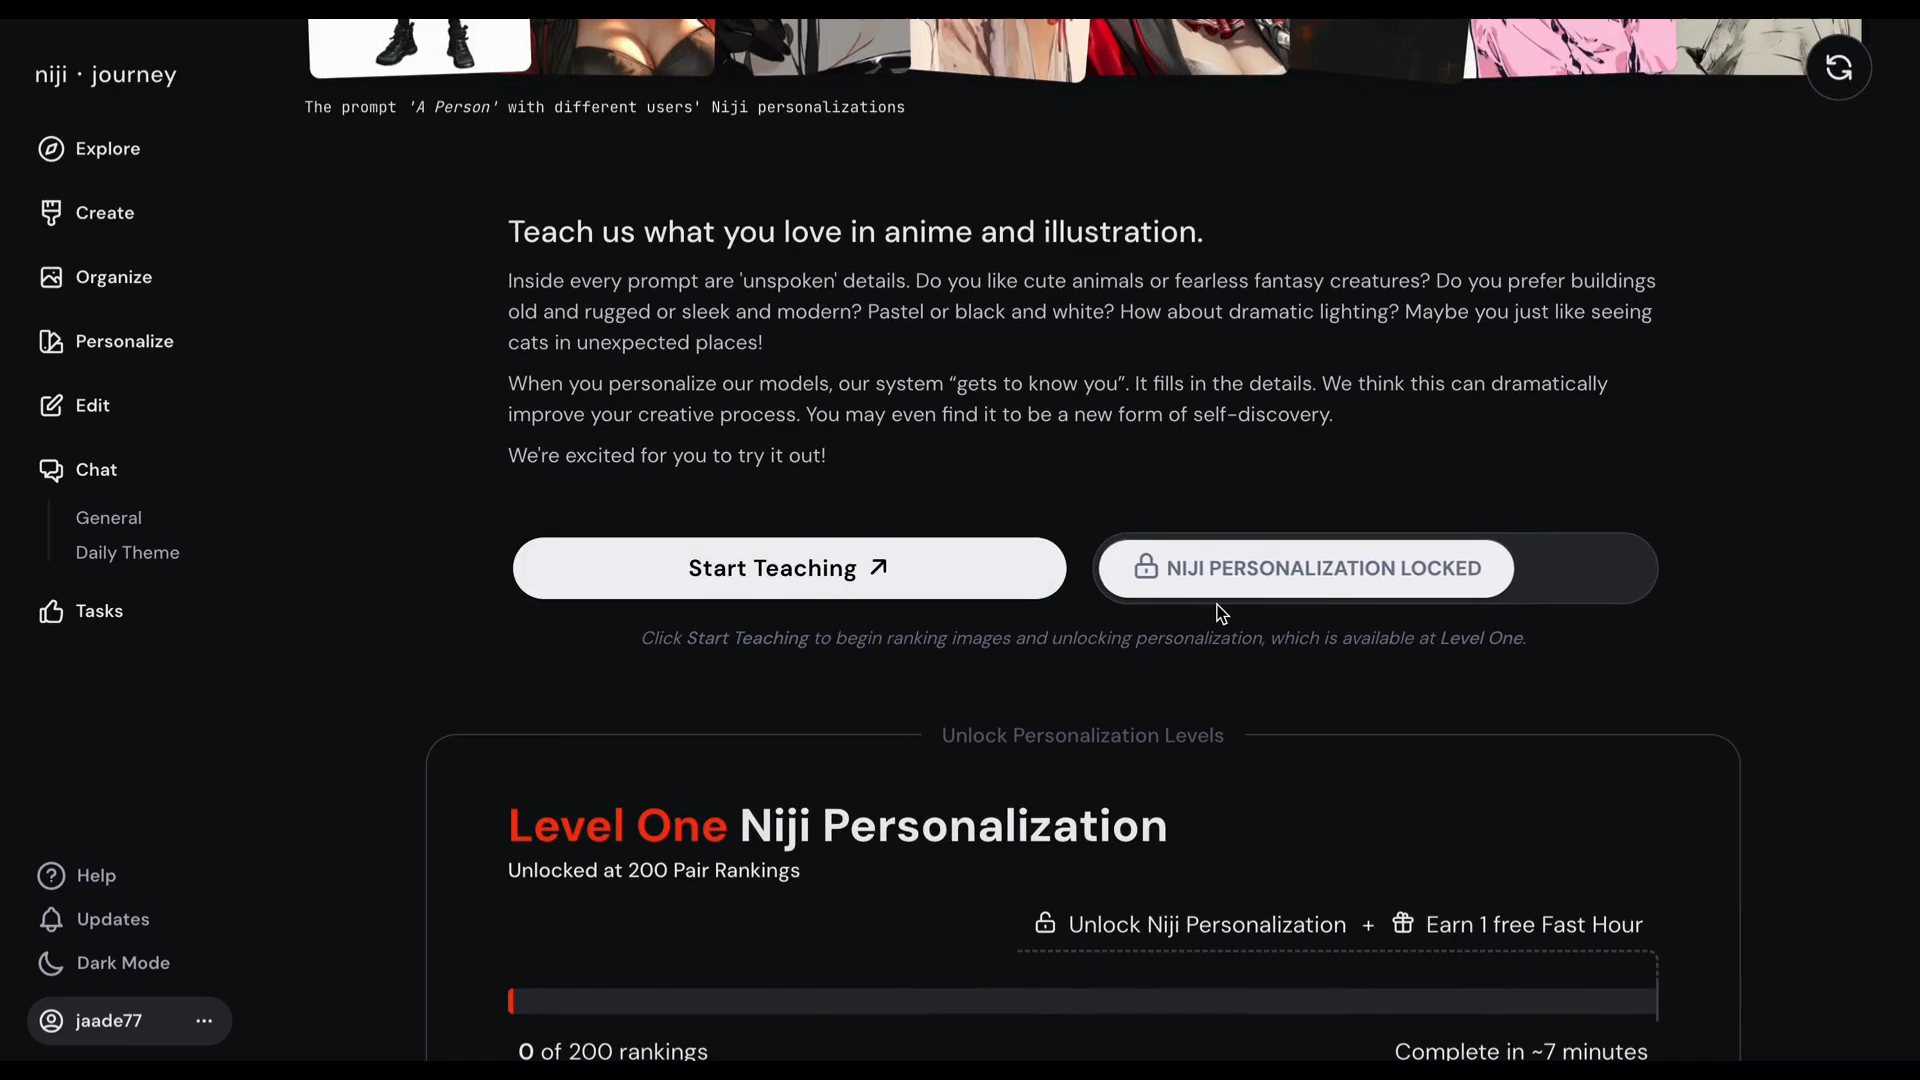 niji · journey
The prompt 'A Person' with different users' Niji personalizations
Explore
Create
Organize
Personalize
Edit
Chat
General
Daily Theme
Tasks
Teach us what you love in anime and illustration.
Inside every prompt are 'unspoken' details. Do you like cute animals or fearless fantasy creatures? Do you prefer buildings
old and rugged or sleek and modern? Pastel or black and white? How about dramatic lighting? Maybe you just like seeing
cats in unexpected places!
When you personalize our models, our system “gets to know you”. It fills in the details. We think this can dramatically
improve your creative process. You may even find it to be a new form of self-discovery.
We're excited for you to try it out!
Start Teaching
NIJI PERSONALIZATION LOCKED
Click Start Teaching to begin ranking images and unlocking personalization, which is available at Level One.
Unlock Personalization Levels
Level One Niji Personalization
Unlocked at 200 Pair Rankings
Unlock Niji Personalization + Earn 1 free Fast Hour
0 of 200 rankings
Complete in ~7 minutes
Help
Updates
Dark Mode
jaade77